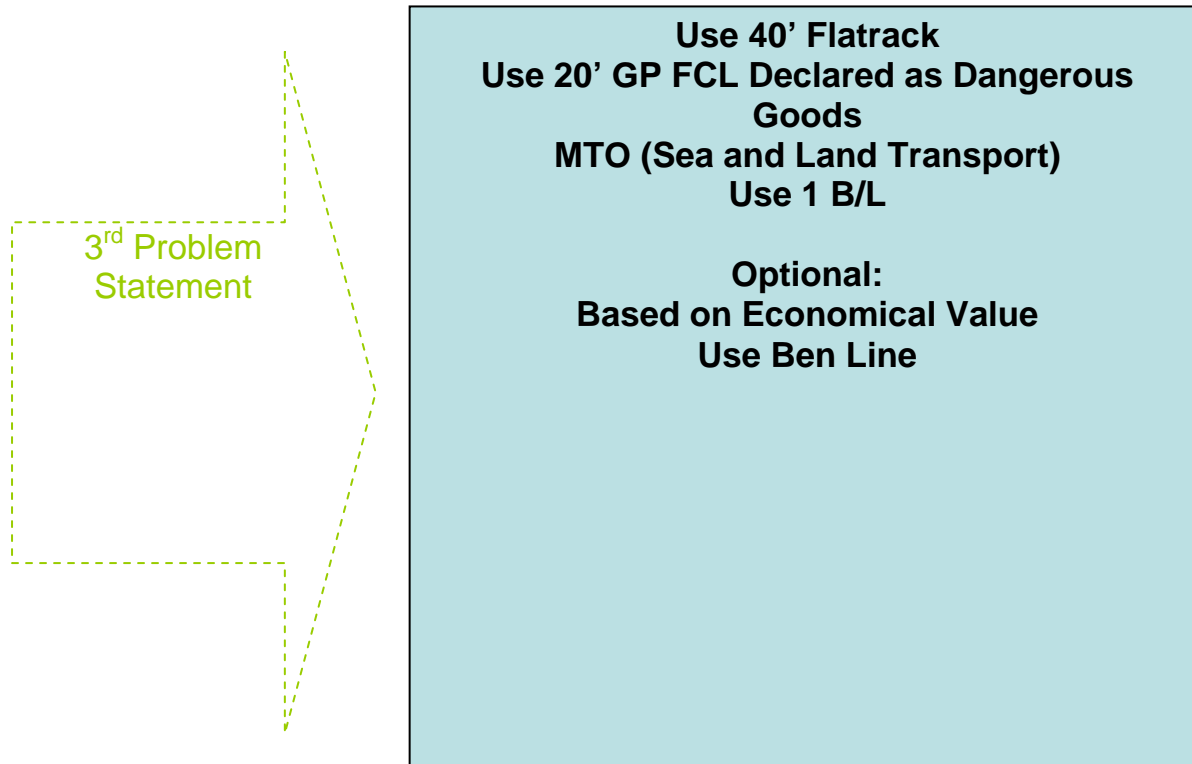 3rd Problem
Statement
Use 40’ Flatrack
Use 20’ GP FCL Declared as Dangerous
Goods
MTO (Sea and Land Transport)
Use 1 B/L
Optional:
Based on Economical Value
Use Ben Line